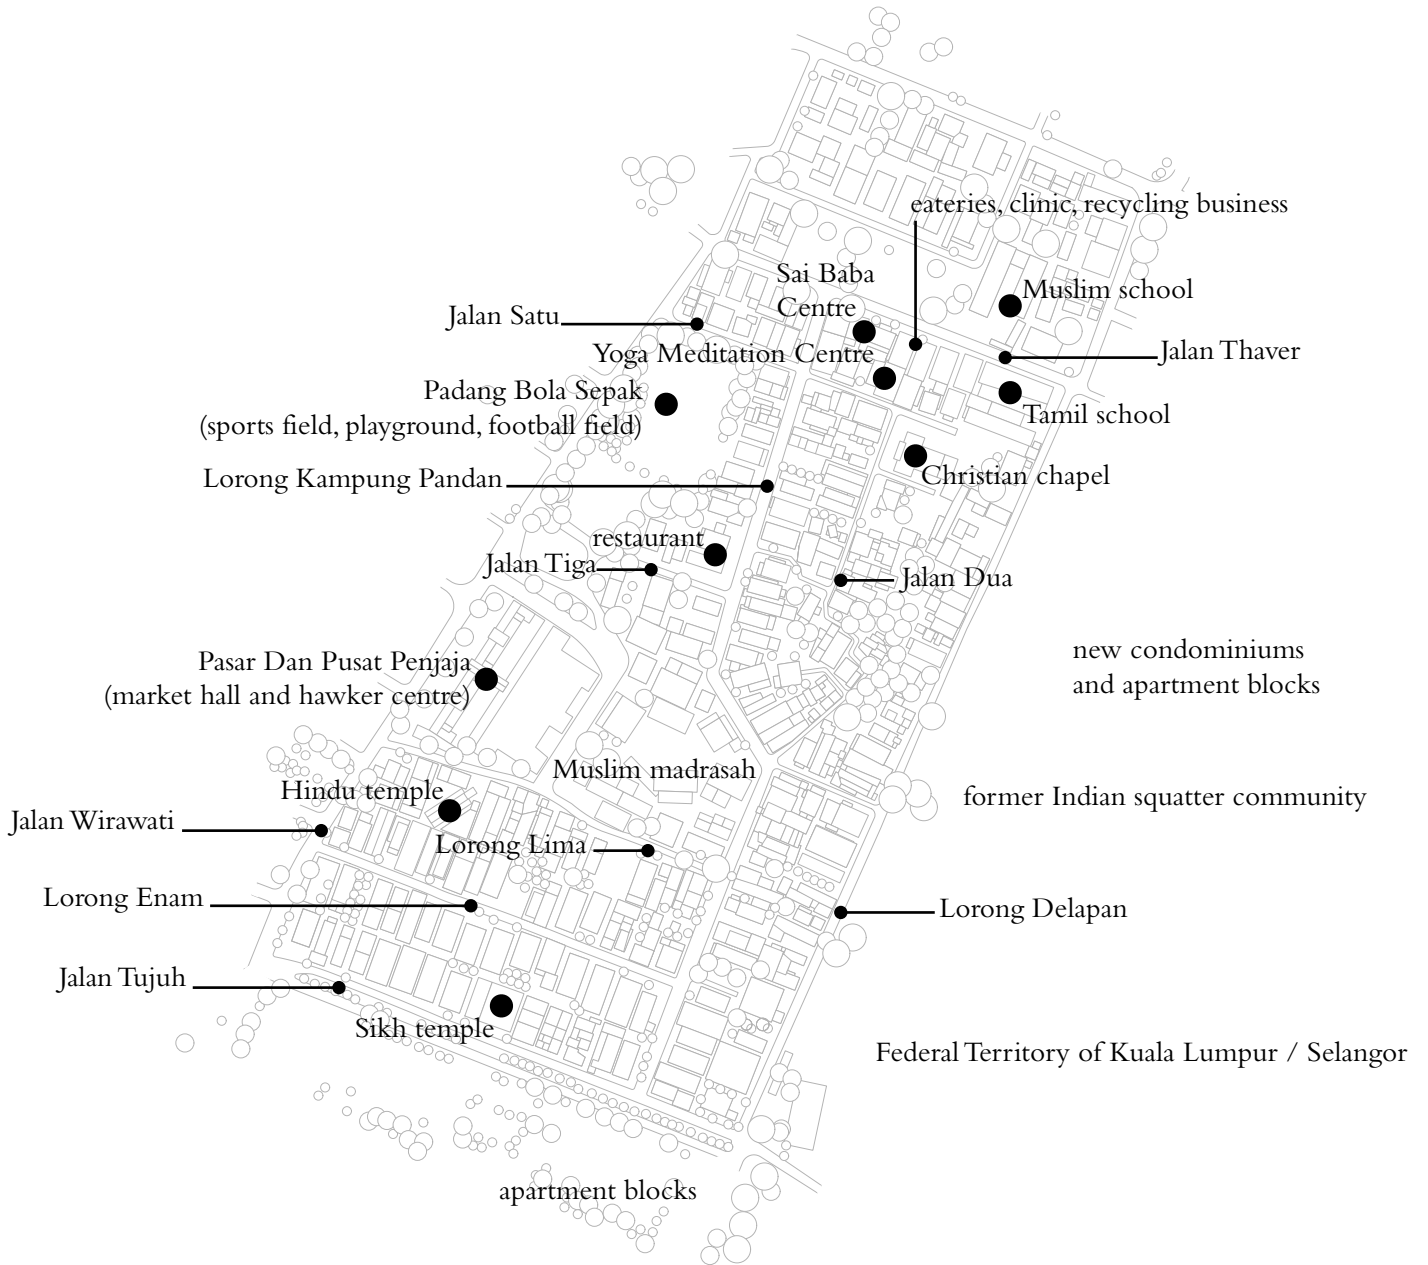 eateries, clinic, recycling business
Sai Baba
Centre
Muslim school
Jalan Satu
Yoga Meditation Centre
Jalan Thaver
Padang Bola Sepak
(sports field, playground, football field)
Tamil school
Lorong Kampung Pandan
Christian chapel
restaurant
Jalan Tiga
Jalan Dua
Pasar Dan Pusat Penjaja
(market hall and hawker centre)
new condominiums
and apartment blocks
Muslim madrasah
Hindu temple
former Indian squatter community
Jalan Wirawati
Lorong Lima
Lorong Enam
Lorong Delapan
Jalan Tujuh
Sikh temple
Federal Territory of Kuala Lumpur / Selangor
apartment blocks